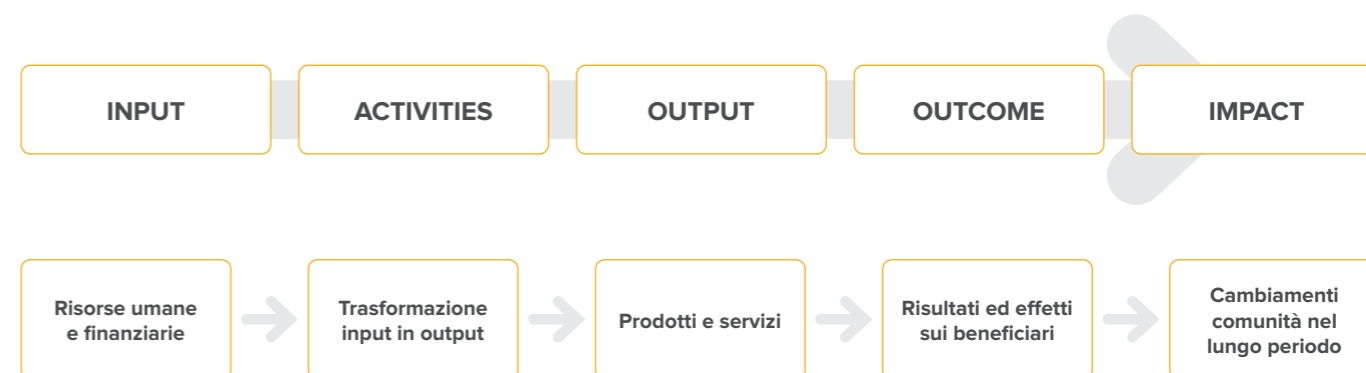 INPUT
ACTIVITIES
OUTPUT
OUTCOME
IMPACT
Risorse umane
e finanziarie
Trasformazione
input in output
Prodotti e servizi
Risultati ed effetti
sui beneficiari
Cambiamenti
comunità nel
lungo periodo